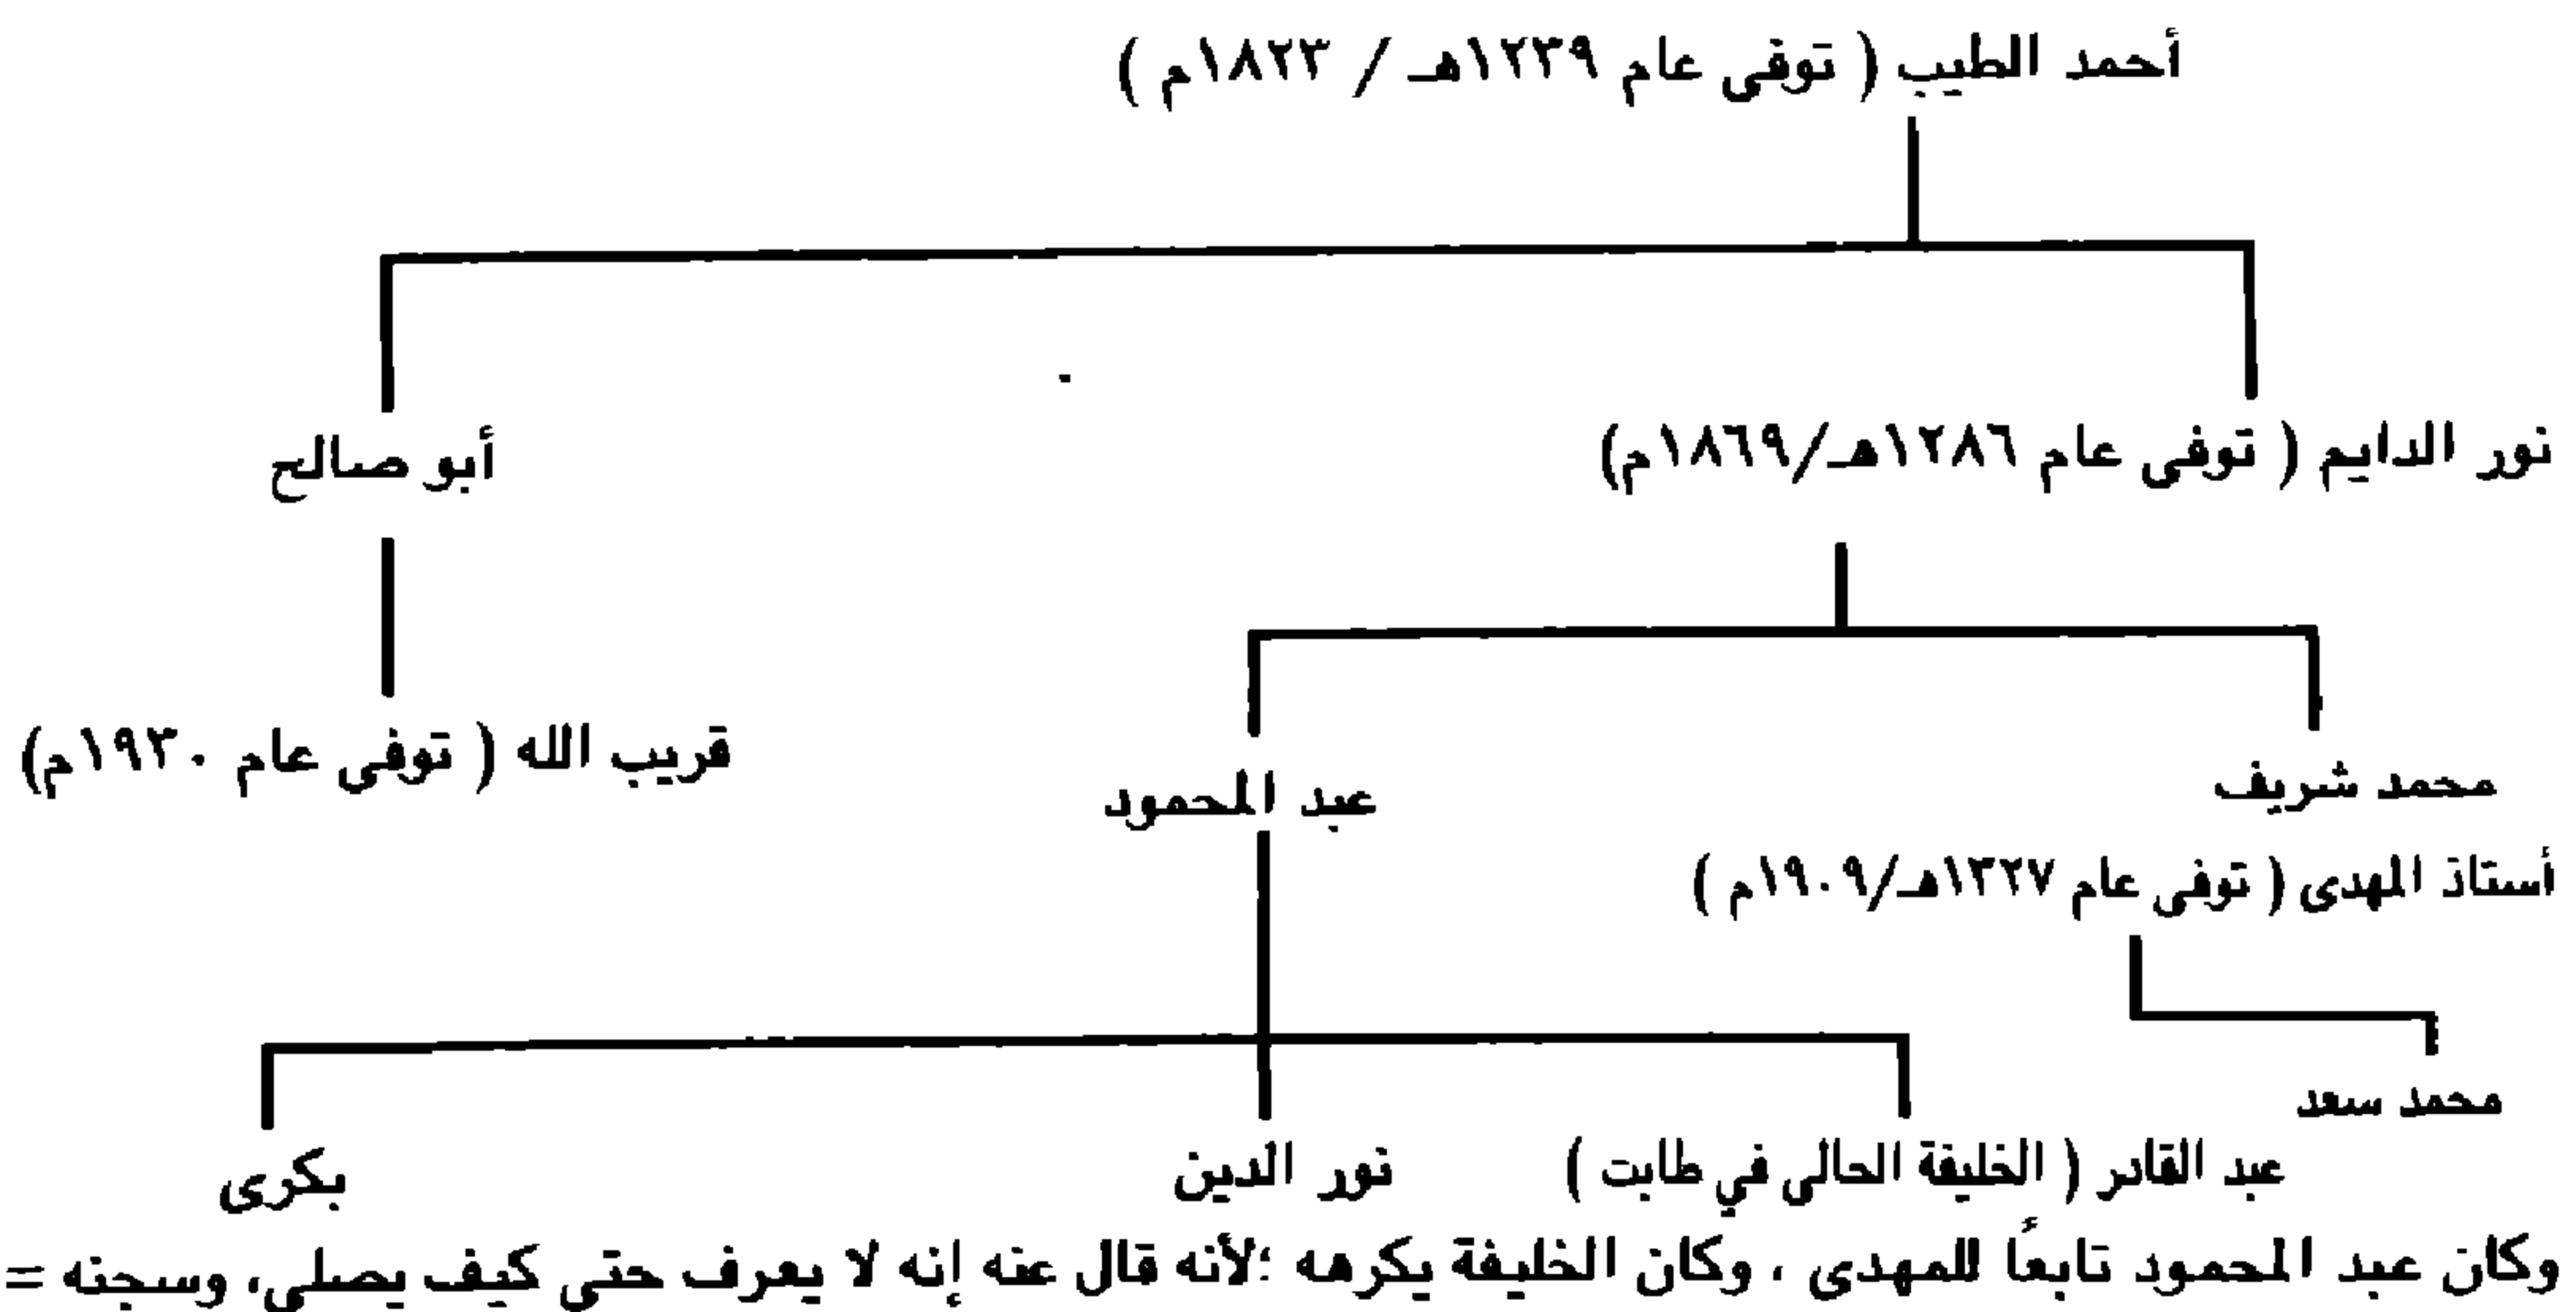 أحمد الطيب ( توفى عام ١٢٣٩هـ / ١٨٢٣م )
نور الدايم ( توفى عام ١٢٨٦هـ/١٨٦٩م)
أبو صالح
قريب الله ( توفى عام ١٩٣٠م)
محمد شريف
عبد المحمود
أستاذ المهدى ( توفى عام ١٣٢٧هـ/١٩٠٩م )
محمد سعد
عبد القادر ( الخليفة الحالى في طابت )
نور الدين
بكرى
وكان عبد المحمود تابعًا للمهدى ، وكان الخليفة يكرهه ؛لأنه قال عنه إنه لا يعرف حتى كيف يصلى، وسجنه =